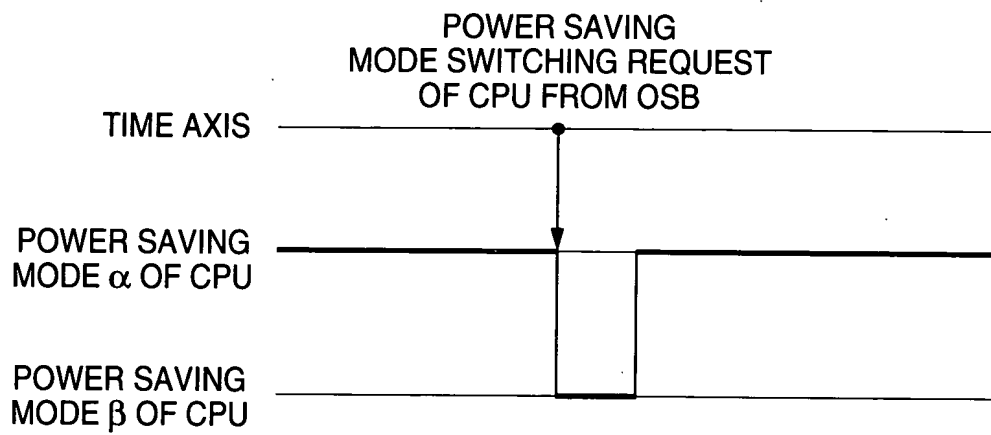 POWER SAVING
MODE SWITCHING REQUEST
OF CPU FROM OSB
TIME AXIS
POWER SAVING
MODE α OF CPU
POWER SAVING
MODE β OF CPU